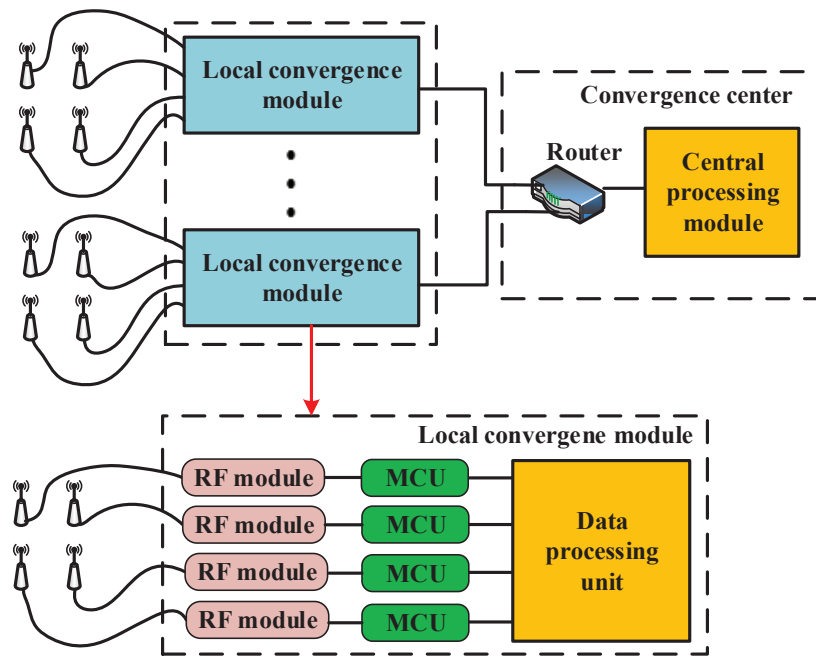 Local convergence
module
Convergence center
Router
Central
processing
module
Local convergence
module
Local convergene module
RF module
MCU
RF module
MCU
RF module
MCU
RF module
MCU
Data
processing
unit